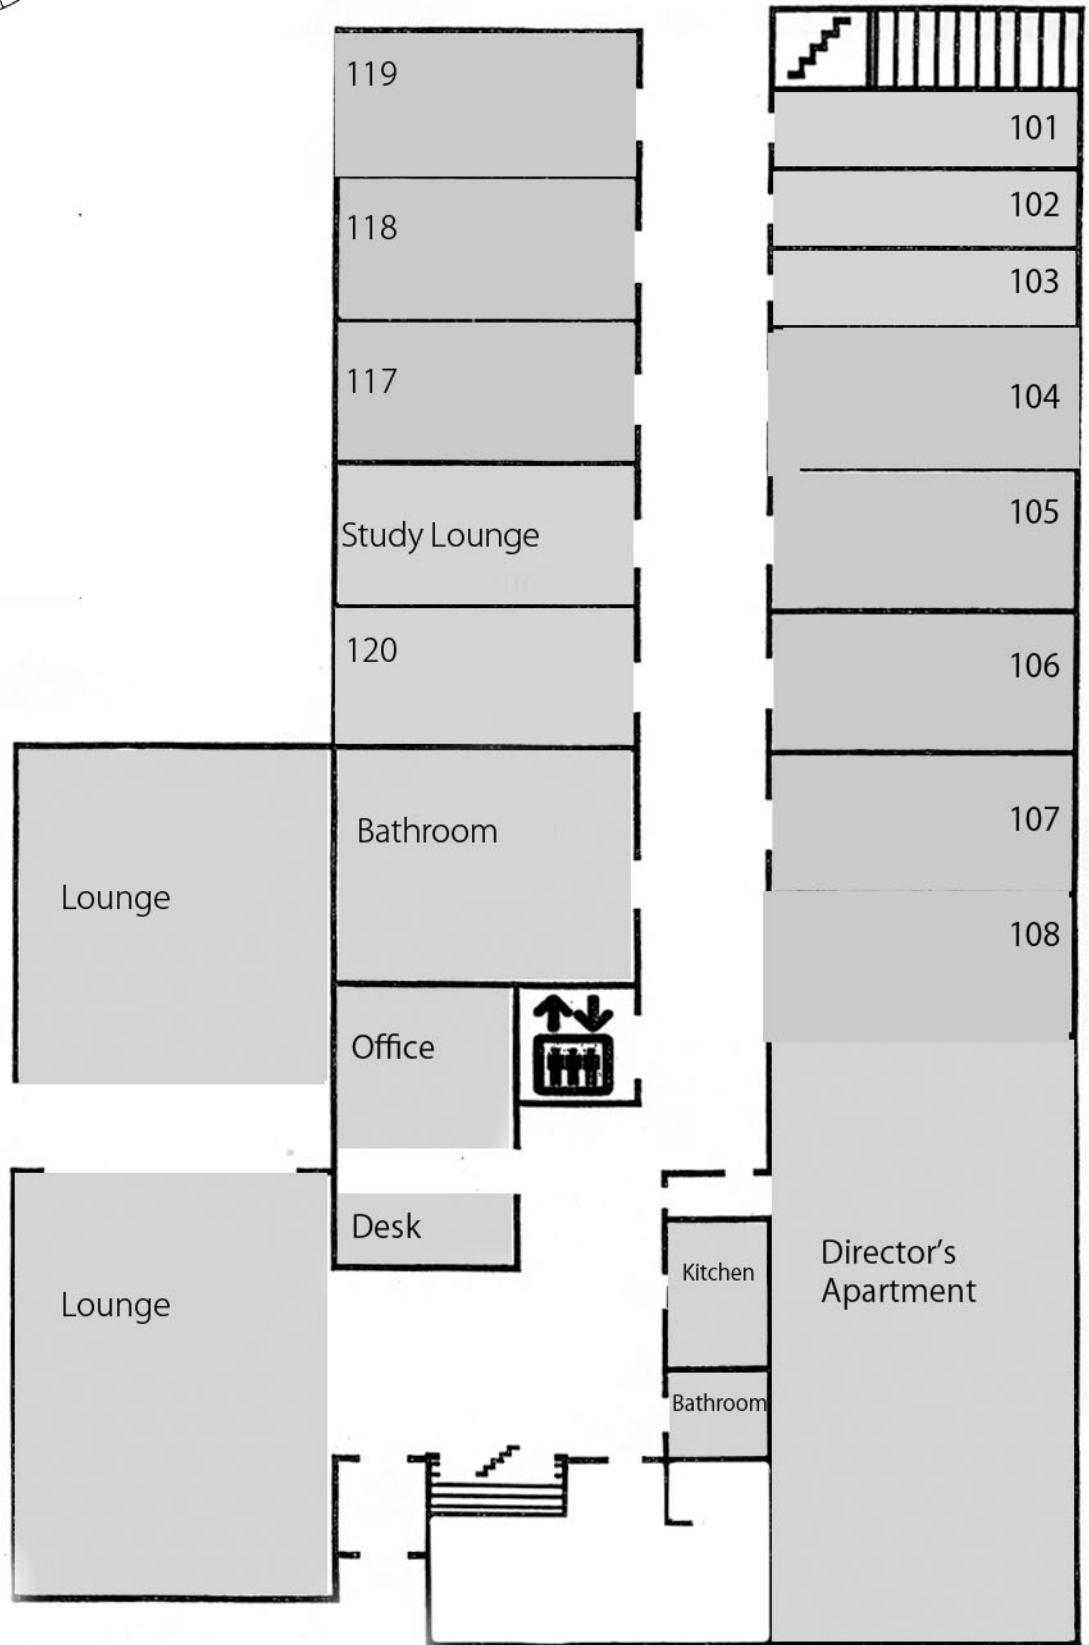 119
101
102
118
103
117
104
105
Study Lounge
120
106
107
Bathroom
Lounge
108
Office
Desk
Director's
Apartment
Kitchen
Lounge
Bathroom